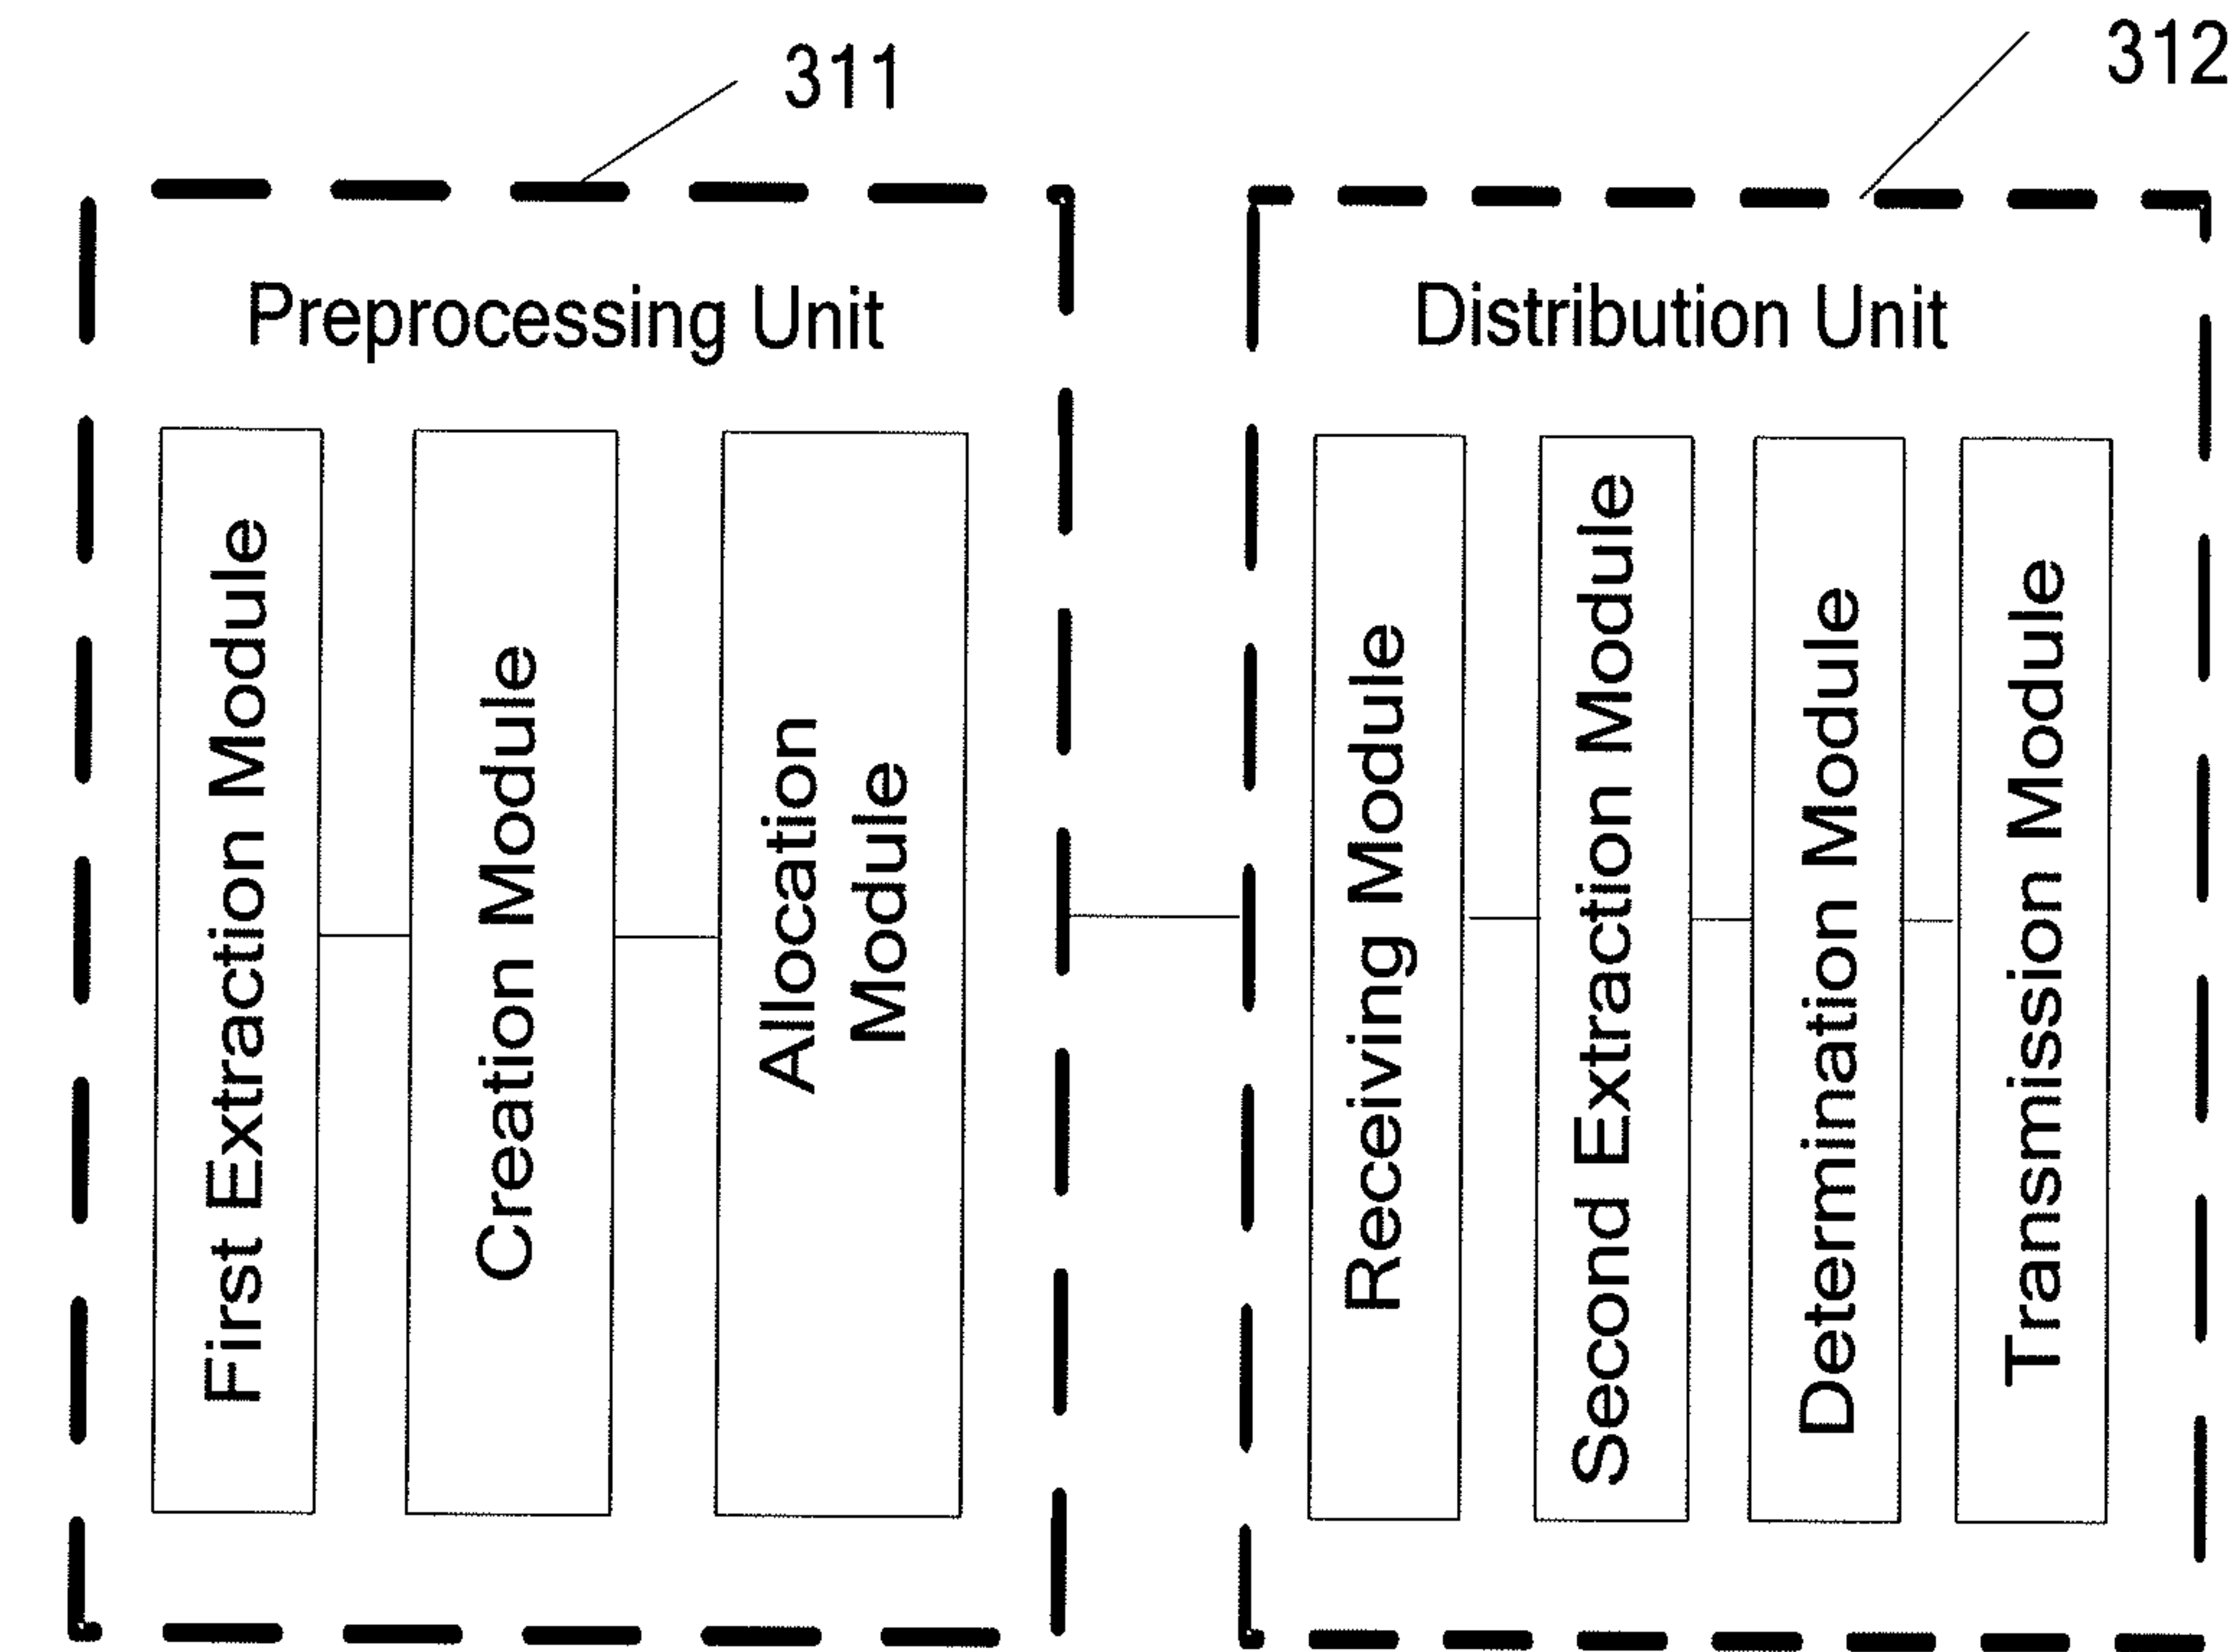 311
312
Preprocessing Unit
Distribution Unit
First Extraction Module
Creation Module
Allocation
Module
Receiving Module
Second Extraction Module
Determination Module
Transmission Module